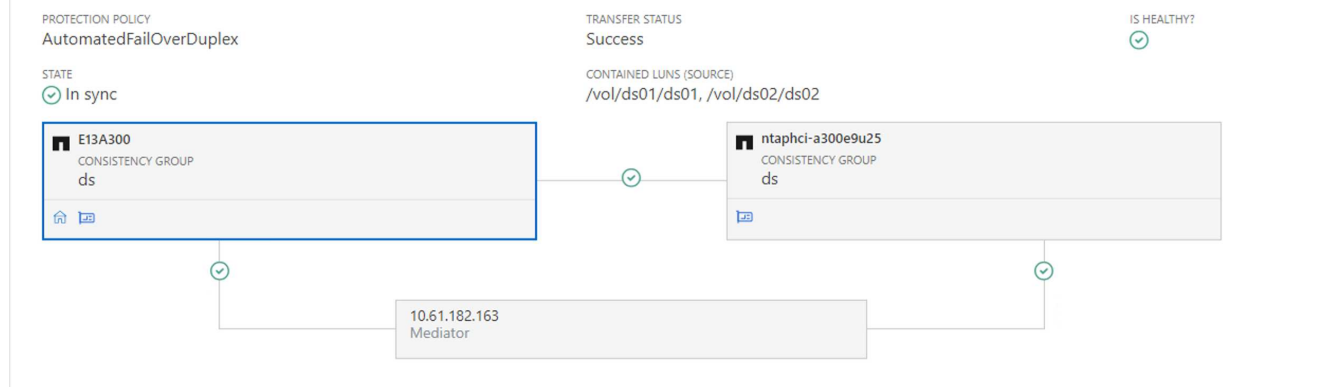 PROTECTION POLICY
AutomatedFailOverDuplex
TRANSFER STATUS
Success
IS HEALTHY?
STATE
In sync
CONTAINED LUNS (SOURCE)
/vol/ds01/ds01, /vol/ds02/ds02
E13A300
CONSISTENCY GROUP
ds
ntaphci-a300e9u25
CONSISTENCY GROUP
ds
10.61.182.163
Mediator